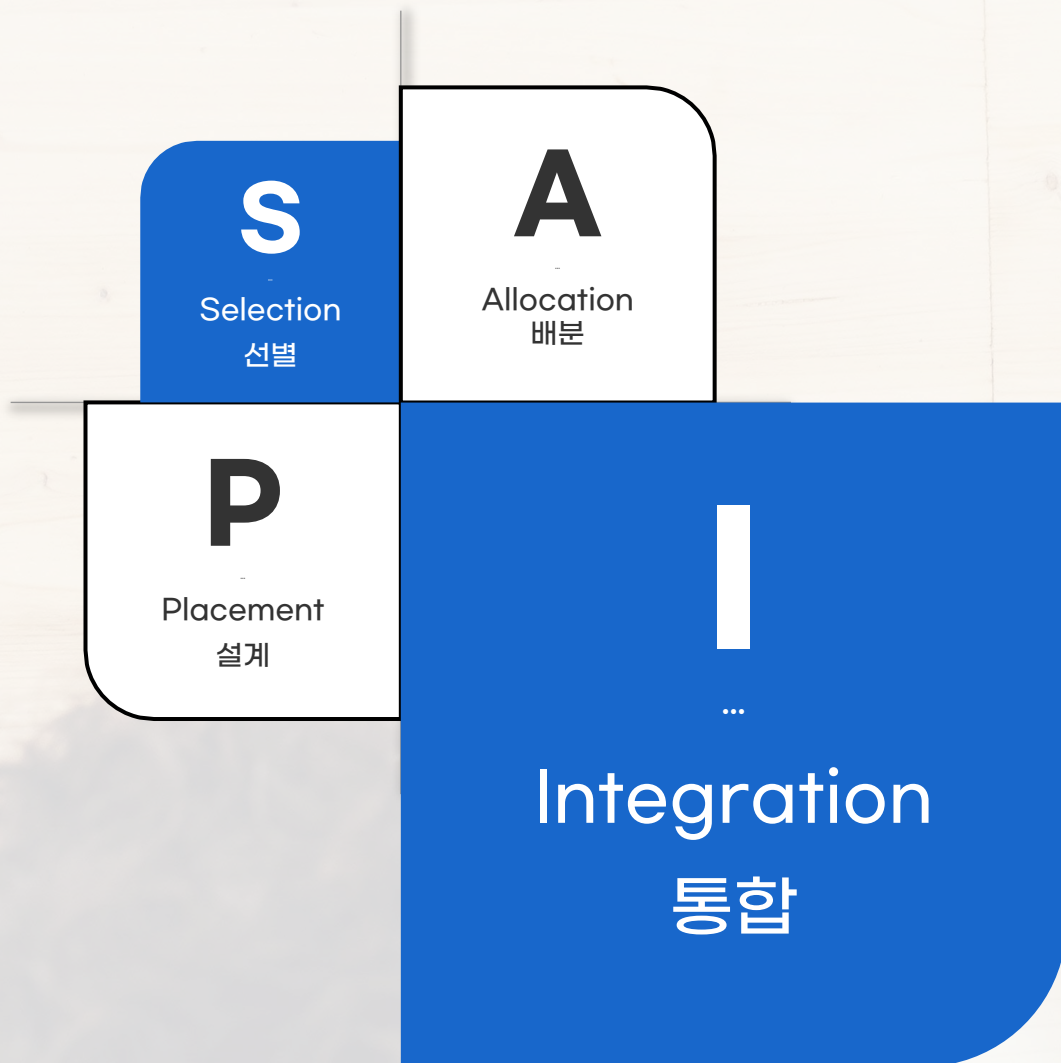 S
Selection
선별
A
Allocation
배분
P
Placement
설계
I
...
Integration
통합